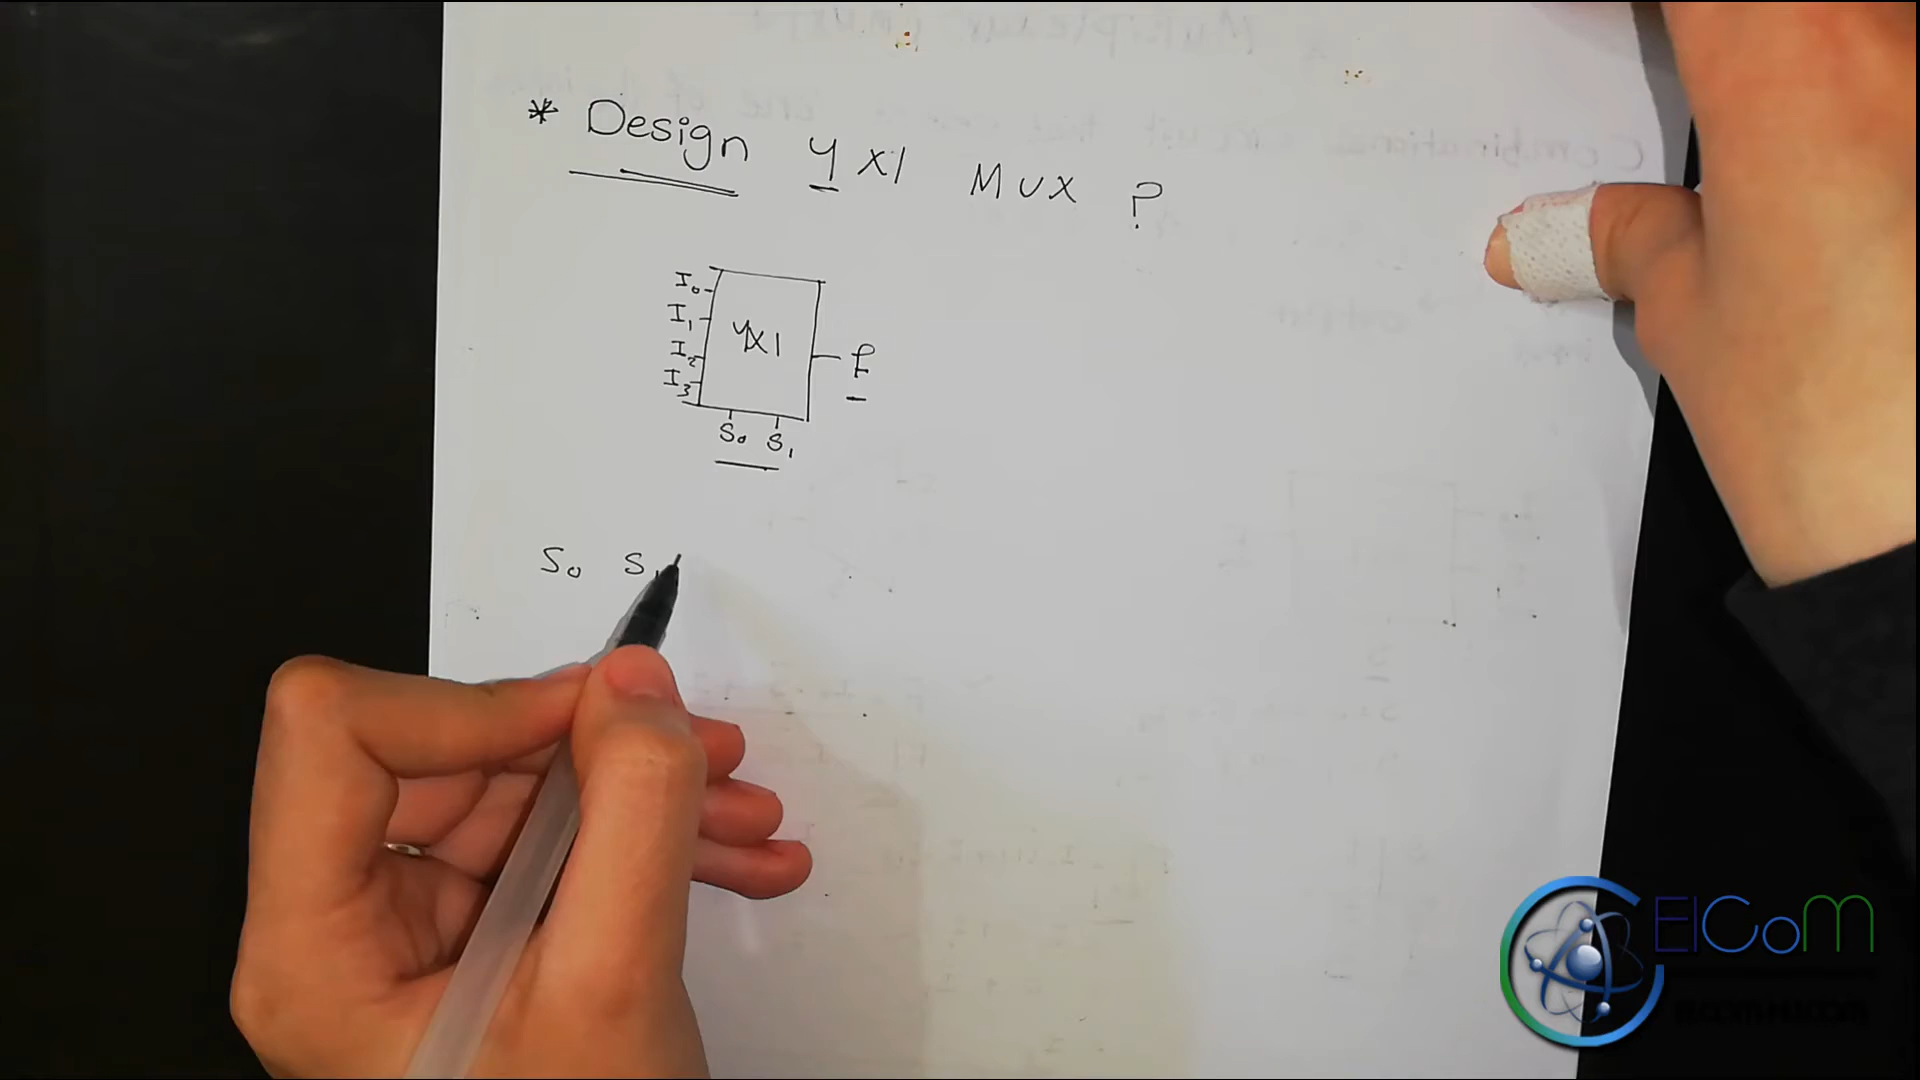 * Design 4x1 MUX ?
I0
I1
I2
I3
4x1
F
S0 S1
S0 S1
ElCoM